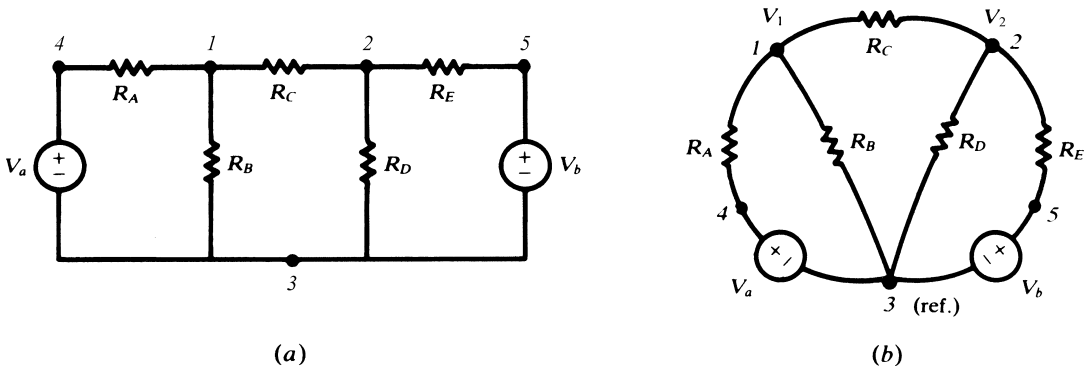 4 1 2 5
R_A R_C R_E
V_a + − R_B R_D + − V_b
3
(a)
V_1 V_2
1 R_C 2
R_A R_B R_D R_E
4 5
+ − − +
V_a V_b
3 (ref.)
(b)